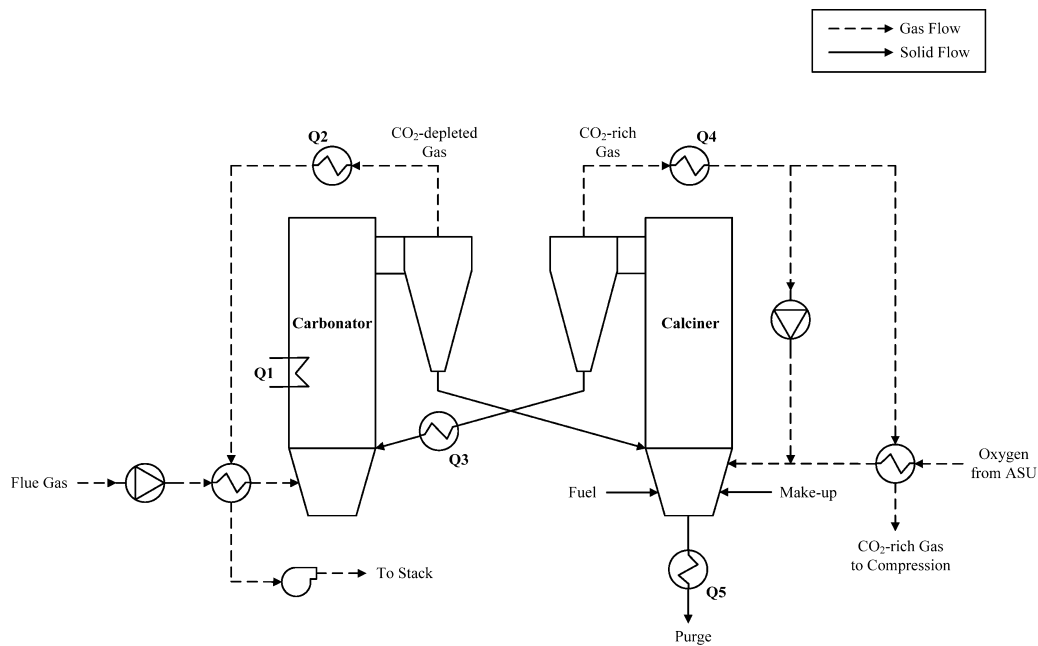 Gas Flow
Solid Flow
Q2
CO₂-depleted
Gas
CO₂-rich
Gas
Q4
Carbonator
Calciner
Q1
Q3
Flue Gas
Oxygen
from ASU
Fuel
Make-up
CO₂-rich Gas
to Compression
To Stack
Q5
Purge